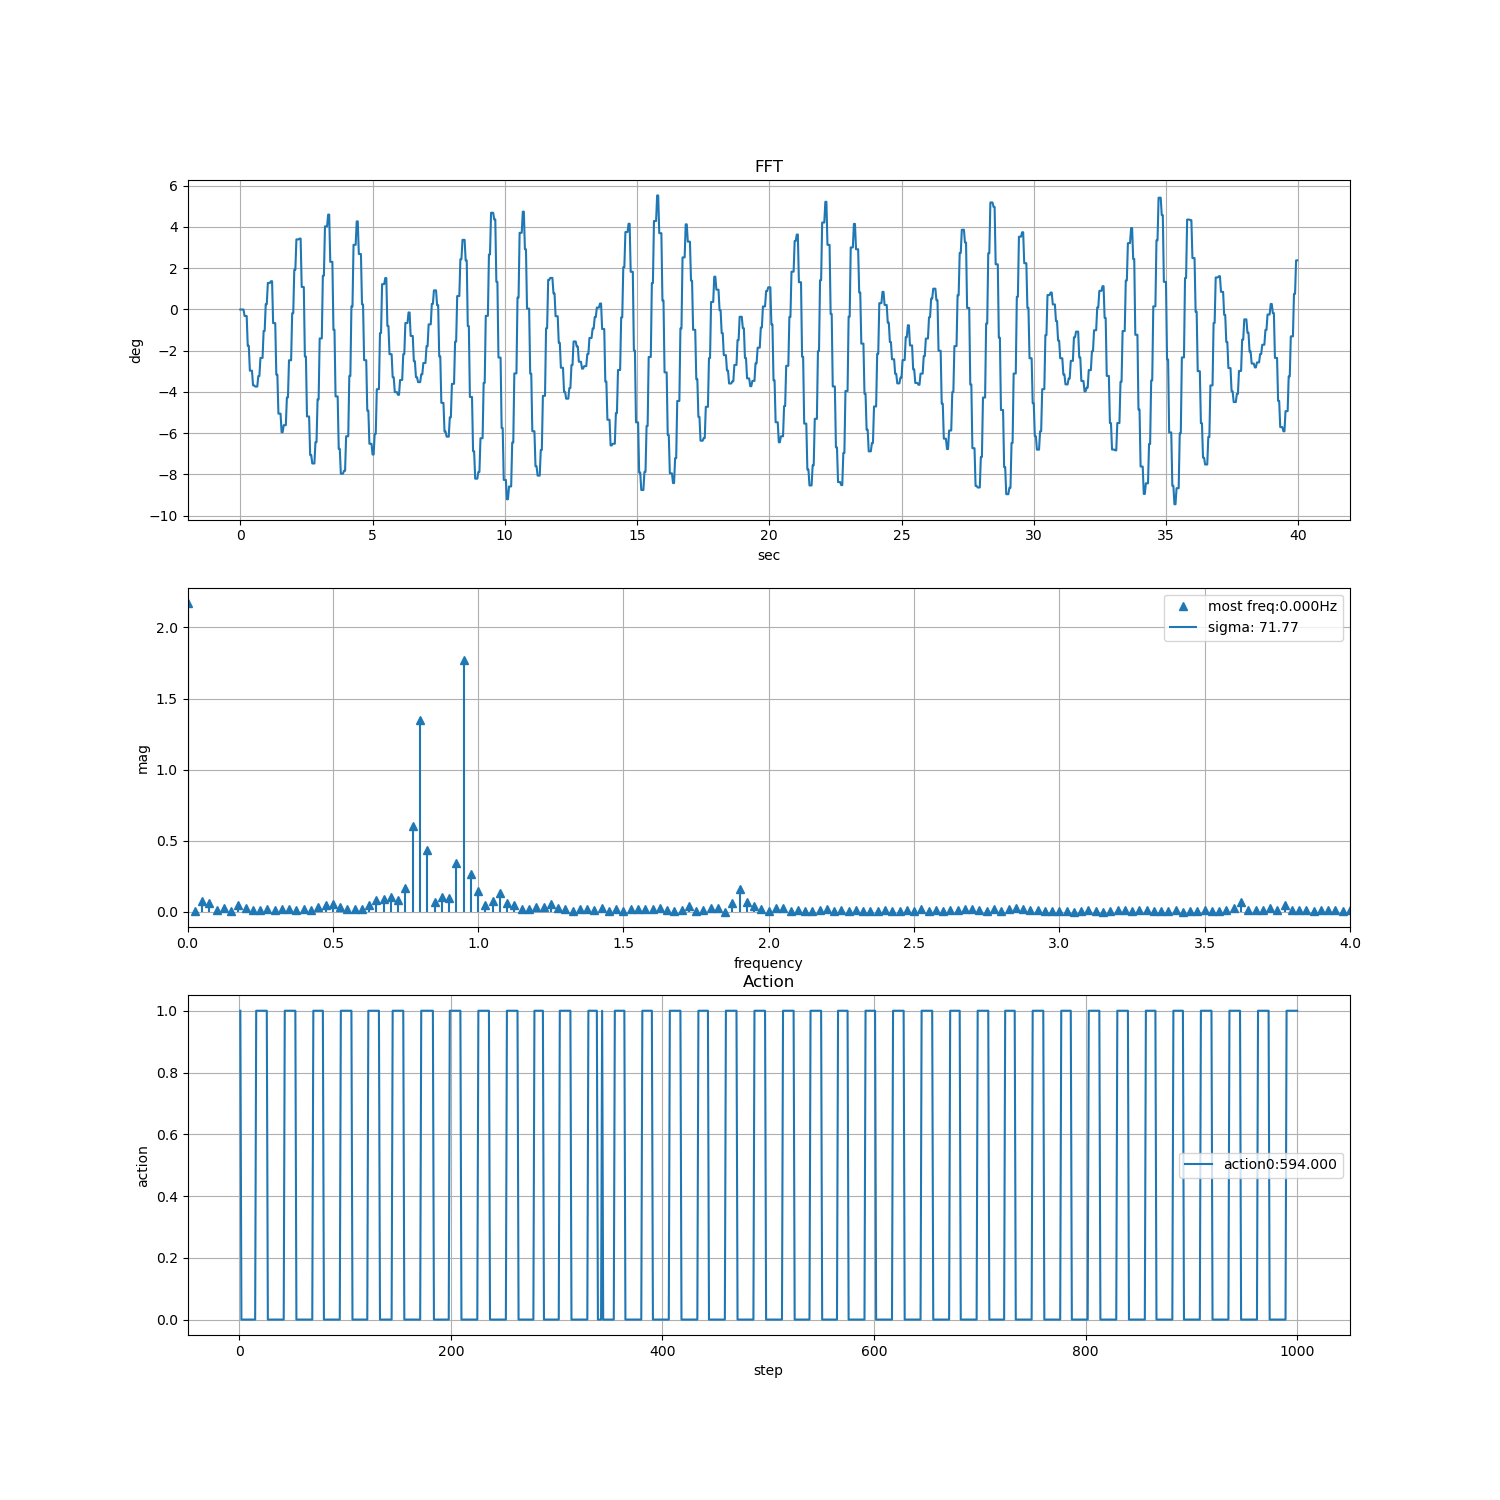 FFT
6
4
2
0
−2
−4
−6
−8
−10
deg
0 5 10 15 20 25 30 35 40
sec
most freq:0.000Hz
sigma: 71.77
2.0
1.5
1.0
0.5
0.0
mag
0.0 0.5 1.0 1.5 2.0 2.5 3.0 3.5 4.0
frequency
Action
1.0
0.8
0.6
0.4
0.2
0.0
action
action0:594.000
0 200 400 600 800 1000
step